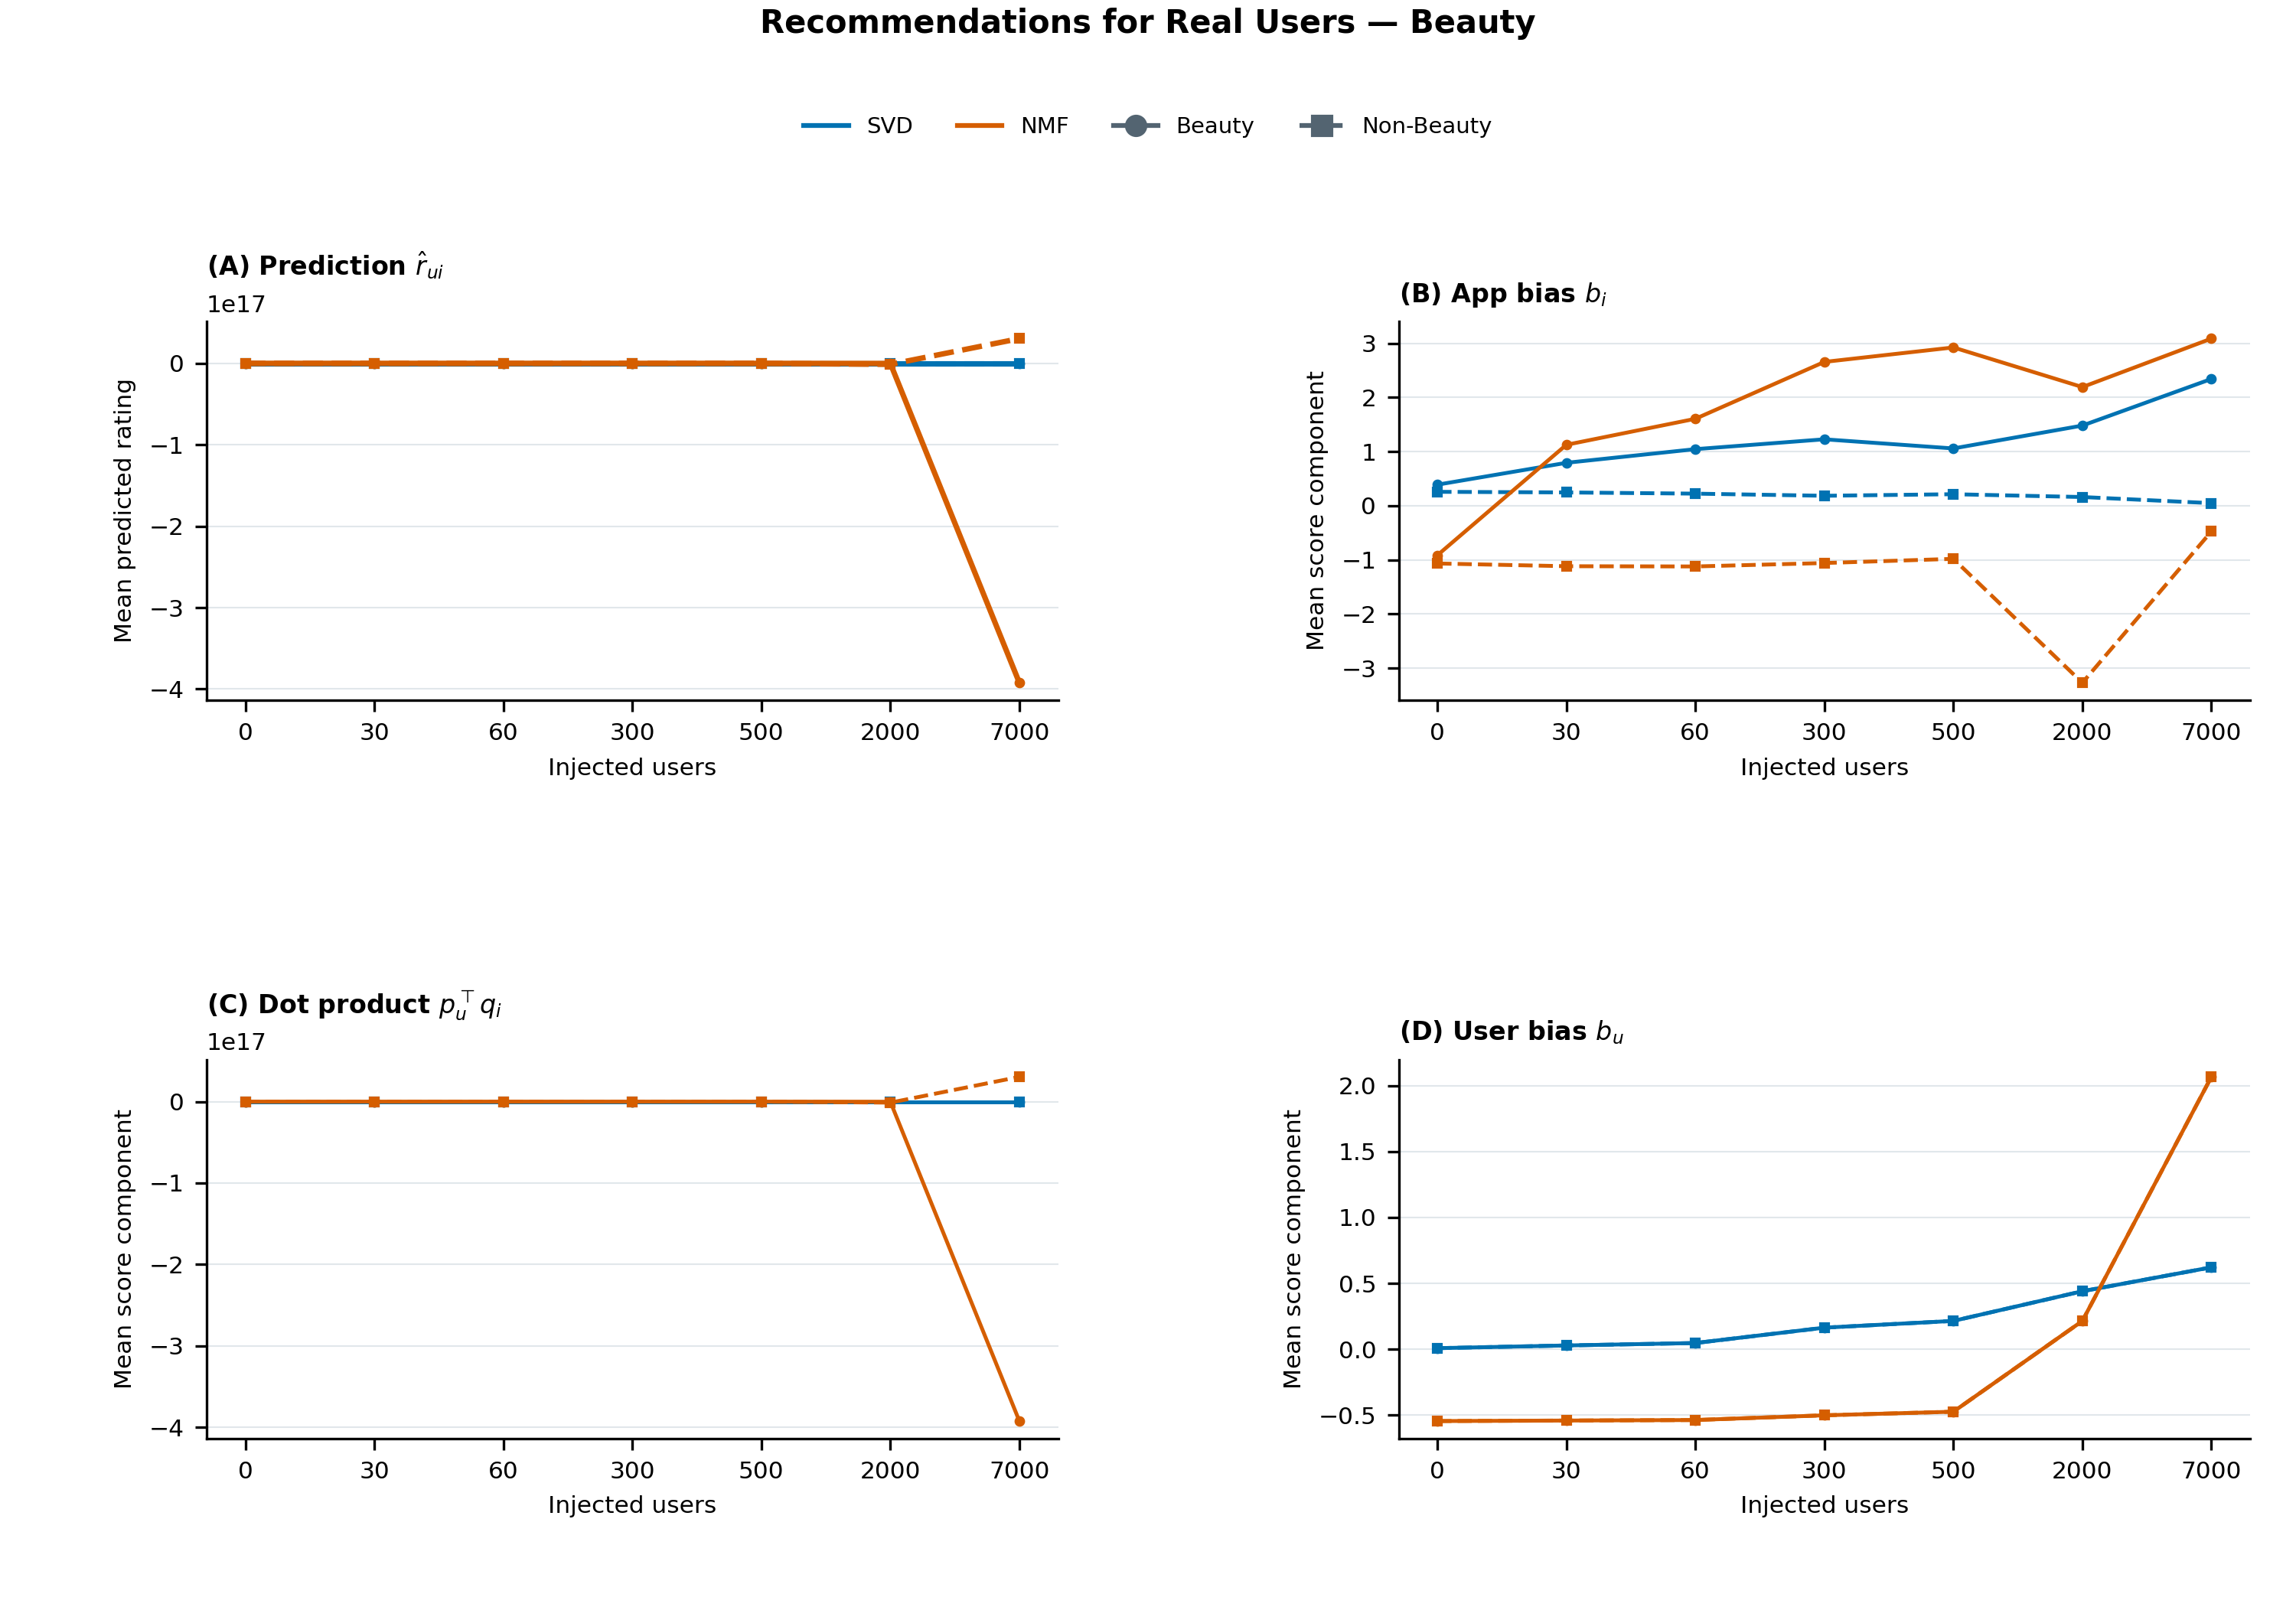 Recommendations for Real Users — Beauty
SVD NMF Beauty Non-Beauty
(A) Prediction r̂ui
1e17
Mean predicted rating
0
−1
−2
−3
−4
0 30 60 300 500 2000 7000
Injected users
(B) App bias bi
Mean score component
3
2
1
0
−1
−2
−3
0 30 60 300 500 2000 7000
Injected users
(C) Dot product pu⊤qi
1e17
Mean score component
0
−1
−2
−3
−4
0 30 60 300 500 2000 7000
Injected users
(D) User bias bu
Mean score component
2.0
1.5
1.0
0.5
0.0
−0.5
0 30 60 300 500 2000 7000
Injected users